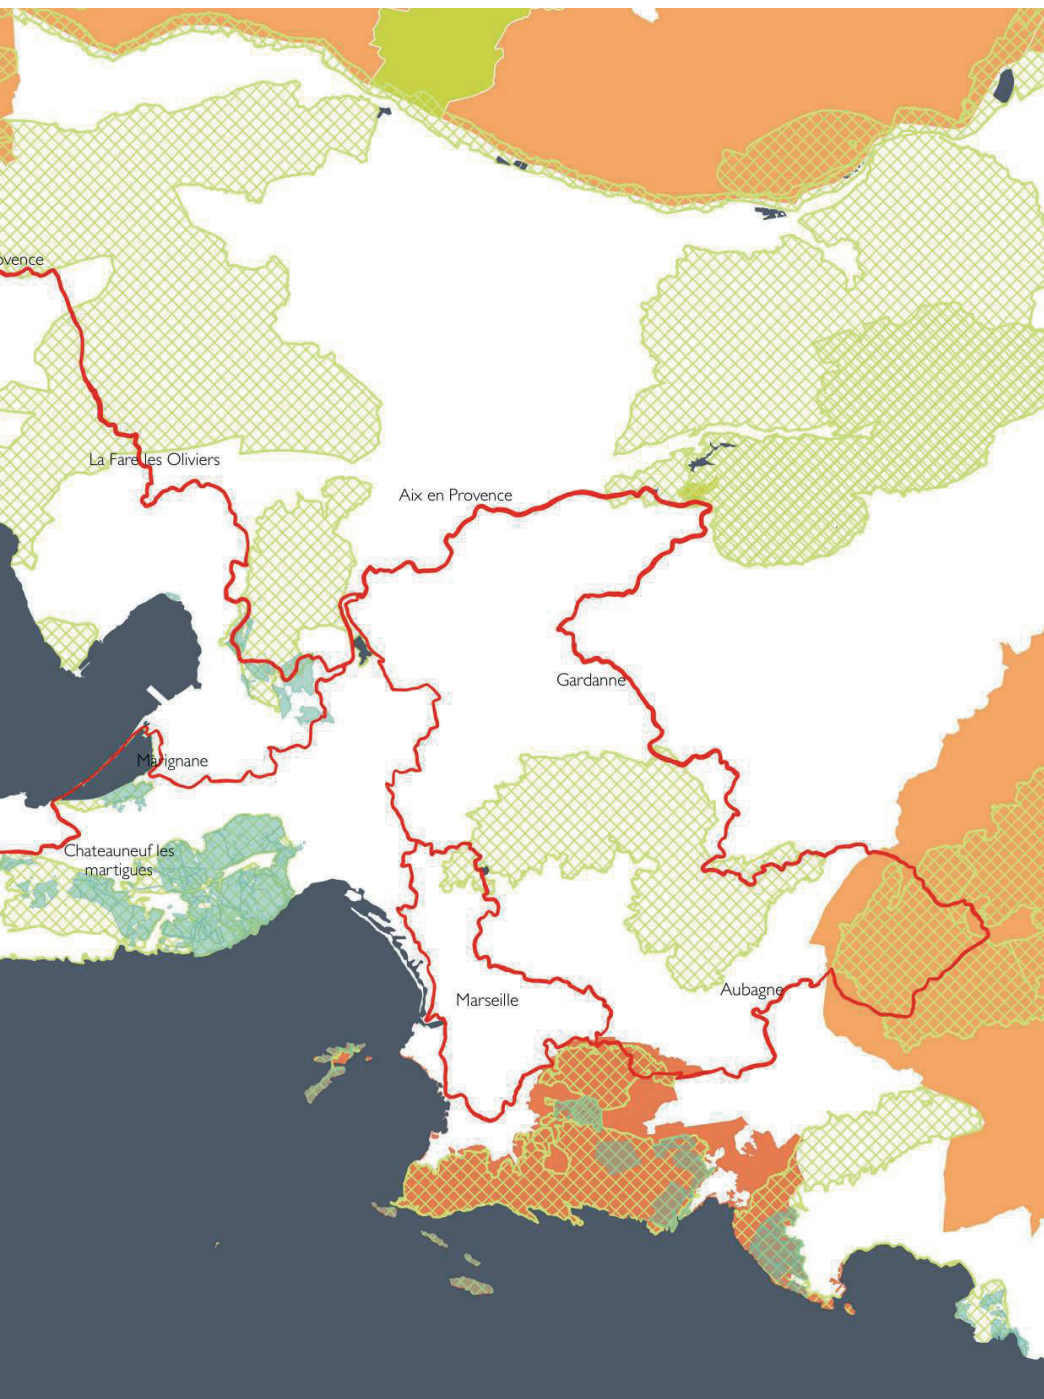 ovence
La Fare les Oliviers
Aix en Provence
Gardanne
Marignane
Chateauneuf les
martigues
Aubagne
Marseille